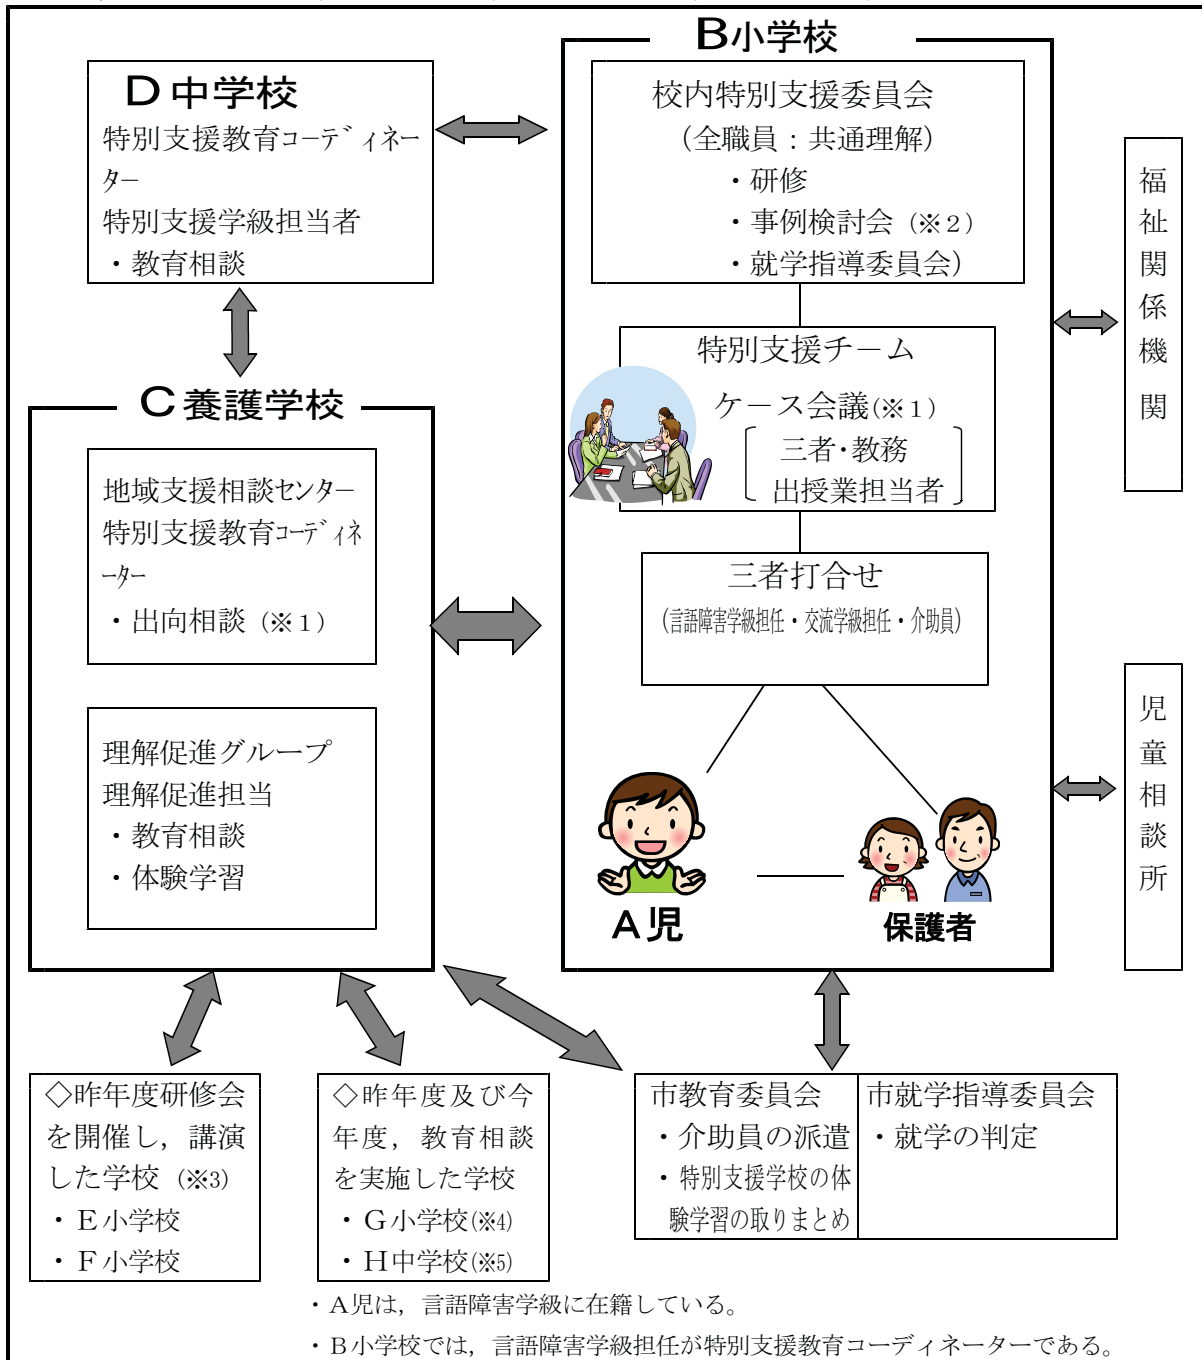 B小学校
D中学校
特別支援教育コーディネー
ター
特別支援学級担当者
・教育相談
校内特別支援委員会
(全職員:共通理解)
・研修
・事例検討会(※2)
・就学指導委員会)
福祉関係機関
特別支援チーム
ケース会議(※1)
三者・教務
出授業担当者
C養護学校
地域支援相談センター
特別支援教育コーディネ
ーター
・出向相談(※1)
三者打合せ
(言語障害学級担任・交流学級担任・介助員)
理解促進グループ
理解促進担当
・教育相談
・体験学習
児童相談所
A児
保護者
◇昨年度研修会
を開催し,講演
した学校(※3)
・E小学校
・F小学校
◇昨年度及び今
年度,教育相談
を実施した学校
・G小学校(※4)
・H中学校(※5)
市教育委員会
・介助員の派遣
・特別支援学校の体
験学習の取りまとめ
市就学指導委員会
・就学の判定
・A児は,言語障害学級に在籍している。
・B小学校では,言語障害学級担任が特別支援教育コーディネーターである。